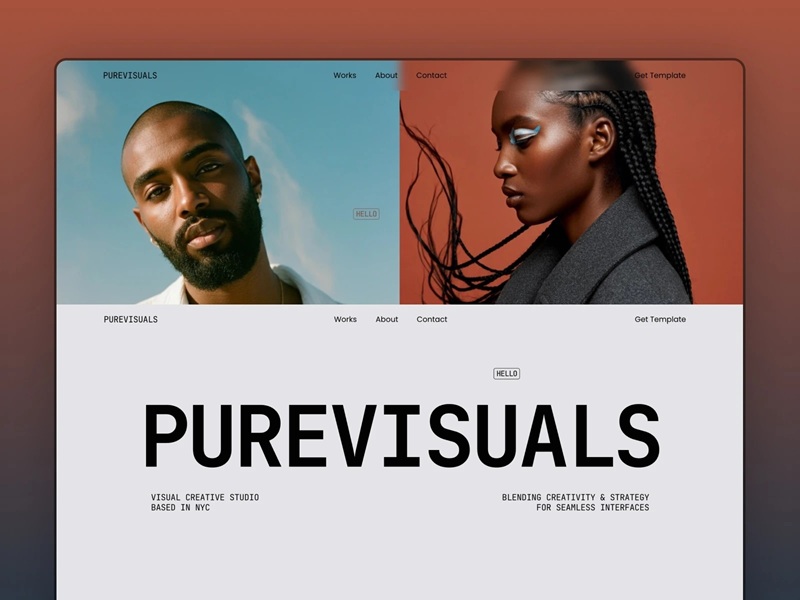 PUREVISUALS Works About Contact Get Template
HELLO
PUREVISUALS Works About Contact Get Template
HELLO
PUREVISUALS
VISUAL CREATIVE STUDIO
BASED IN NYC
BLENDING CREATIVITY & STRATEGY
FOR SEAMLESS INTERFACES